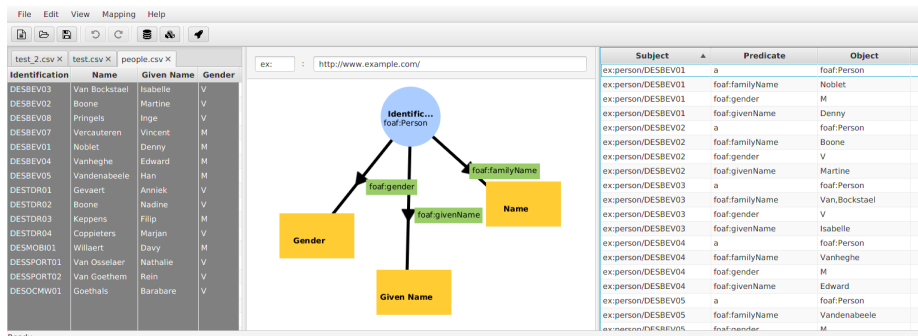 File Edit View Mapping Help
test_2.csv × test.csv × people.csv ×
Identification Name Given Name Gender
DESBEV03 Van Bockstael Isabelle V
DESBEV02 Boone Martine V
DESBEV08 Pringels Inge V
DESBEV07 Vercauteren Vincent M
DESBEV01 Noblet Denny M
DESBEV04 Vanheghe Edward M
DESBEV05 Vandenabeele Han M
DESTDR01 Gevaert Anniek V
DESTDR02 Boone Nadine V
DESTDR03 Keppens Filip M
DESTDR04 Coppieters Marjan V
DESMOBI01 Willaert Davy M
DESSPORT01 Van Osselaer Nathalie V
DESSPORT02 Van Goethem Rein V
DESOCMW01 Goethals Barabare V
ex: : http://www.example.com/
Identific...
foaf:Person
foaf:familyName
foaf:gender
Name
foaf:givenName
Gender
Given Name
Subject Predicate Object
ex:person/DESBEV01 a foaf:Person
ex:person/DESBEV01 foaf:familyName Noblet
ex:person/DESBEV01 foaf:gender M
ex:person/DESBEV01 foaf:givenName Denny
ex:person/DESBEV02 a foaf:Person
ex:person/DESBEV02 foaf:familyName Boone
ex:person/DESBEV02 foaf:gender V
ex:person/DESBEV02 foaf:givenName Martine
ex:person/DESBEV03 a foaf:Person
ex:person/DESBEV03 foaf:familyName Van,Bockstael
ex:person/DESBEV03 foaf:gender V
ex:person/DESBEV03 foaf:givenName Isabelle
ex:person/DESBEV04 a foaf:Person
ex:person/DESBEV04 foaf:familyName Vanheghe
ex:person/DESBEV04 foaf:gender M
ex:person/DESBEV04 foaf:givenName Edward
ex:person/DESBEV05 a foaf:Person
ex:person/DESBEV05 foaf:familyName Vandenabeele
ex:person/DESBEV05 foaf:gender M